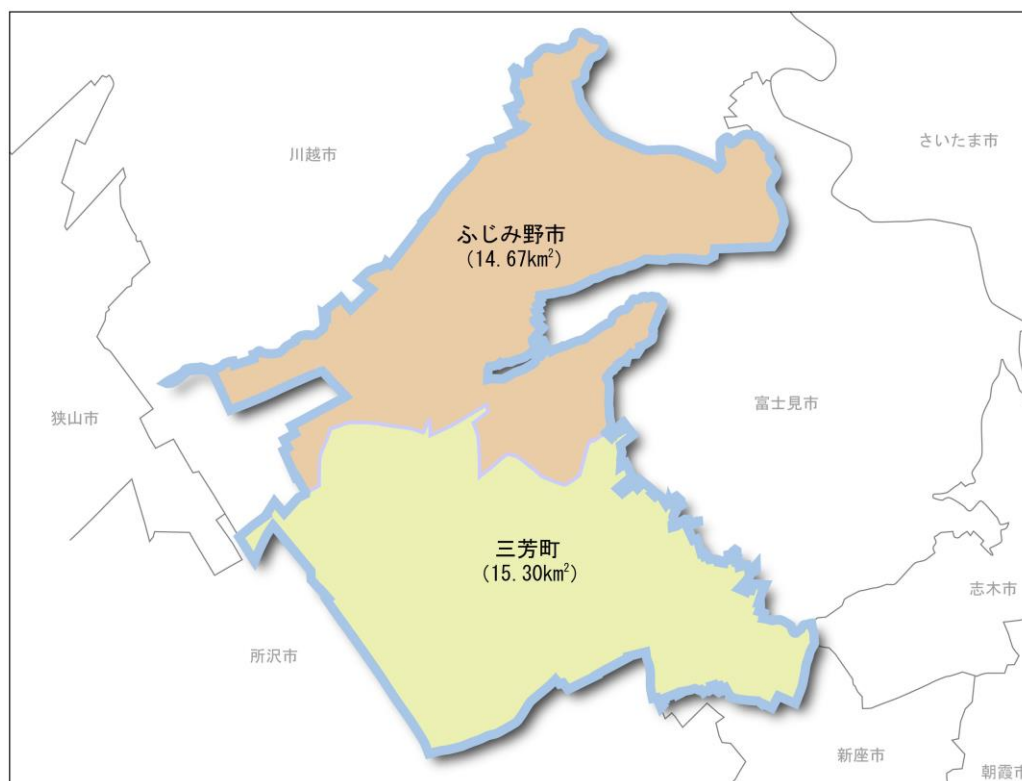 川越市
さいたま市
ふじみ野市
(14.67km²)
狭山市
富士見市
三芳町
(15.30km²)
志木市
所沢市
新座市
朝霞市